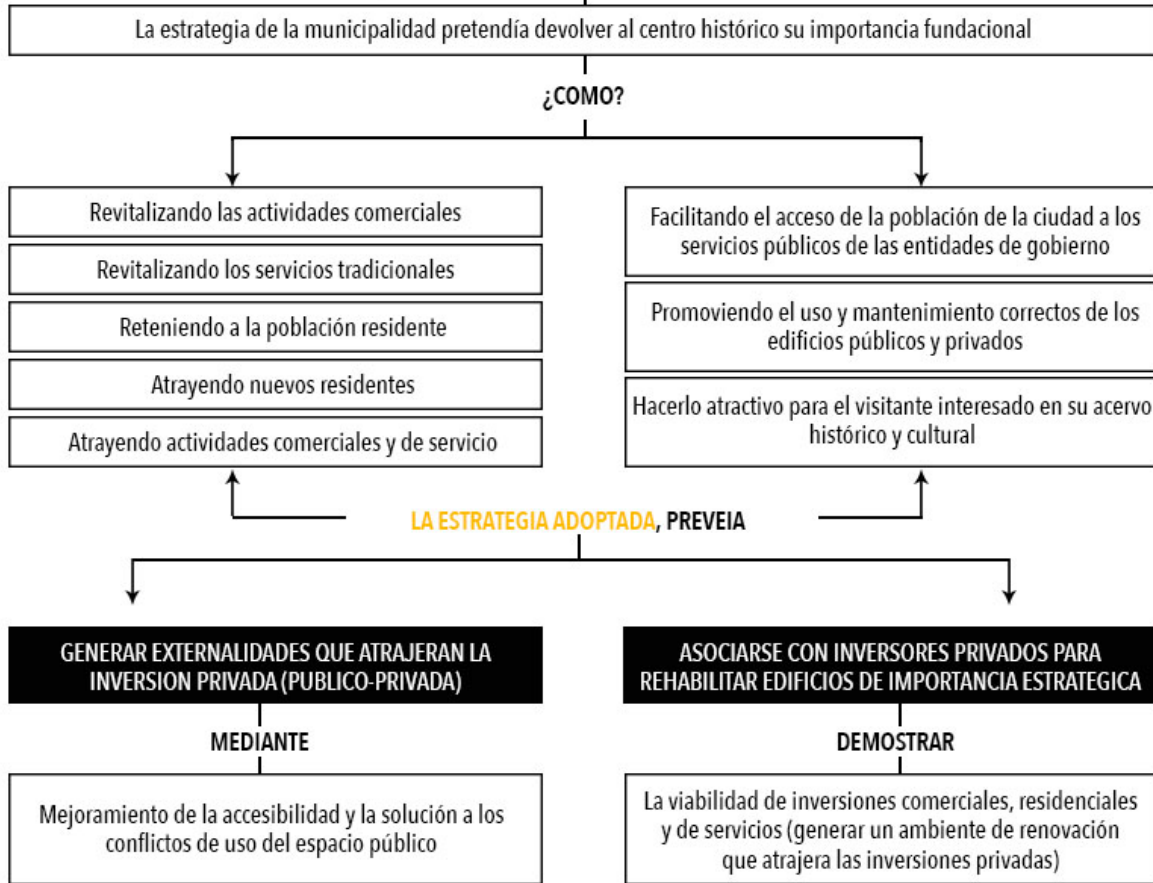 La estrategia de la municipalidad pretendía devolver al centro histórico su importancia fundacional
¿COMO?
Revitalizando las actividades comerciales
Revitalizando los servicios tradicionales
Reteniendo a la población residente
Atrayendo nuevos residentes
Atrayendo actividades comerciales y de servicio
Facilitando el acceso de la población de la ciudad a los
servicios públicos de las entidades de gobierno
Promoviendo el uso y mantenimiento correctos de los
edificios públicos y privados
Hacerlo atractivo para el visitante interesado en su acervo
histórico y cultural
LA ESTRATEGIA ADOPTADA, PREVEIA
GENERAR EXTERNALIDADES QUE ATRAJERAN LA
INVERSION PRIVADA (PUBLICO-PRIVADA)
MEDIANTE
Mejoramiento de la accesibilidad y la solución a los
conflictos de uso del espacio público
ASOCIARSE CON INVERSORES PRIVADOS PARA
REHABILITAR EDIFICIOS DE IMPORTANCIA ESTRATEGICA
DEMOSTRAR
La viabilidad de inversiones comerciales, residenciales
y de servicios (generar un ambiente de renovación
que atrajera las inversiones privadas)